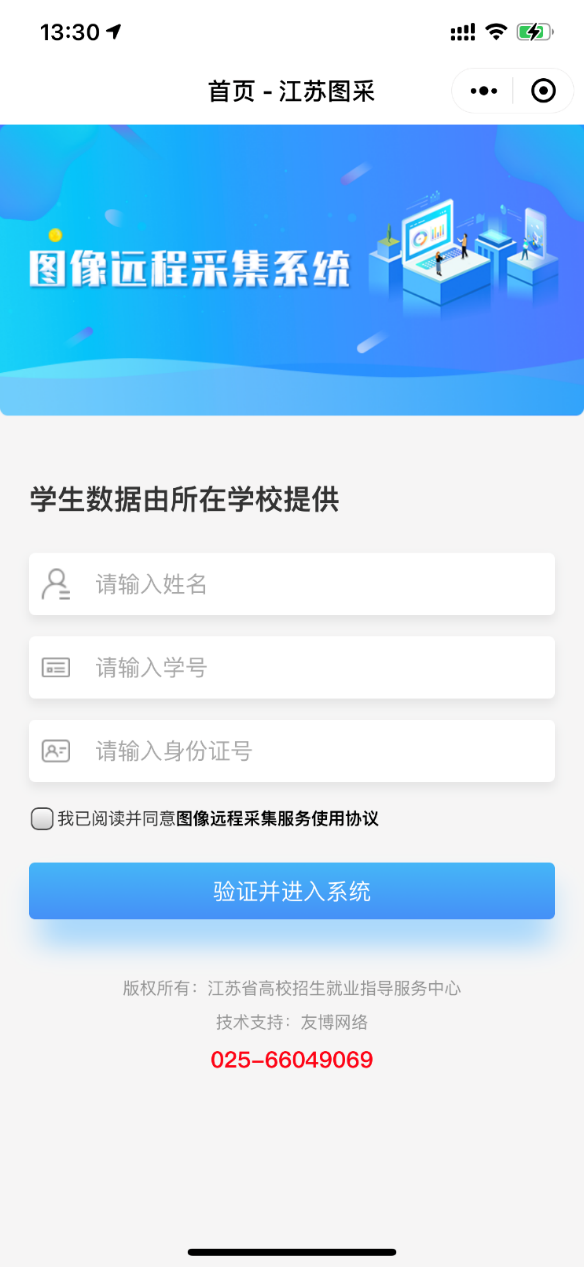 13:30
首页 - 江苏图采
图像远程采集系统
学生数据由所在学校提供
请输入姓名
请输入学号
请输入身份证号
我已阅读并同意图像远程采集服务使用协议
验证并进入系统
版权所有：江苏省高校招生就业指导服务中心
技术支持：友博网络
025-66049069